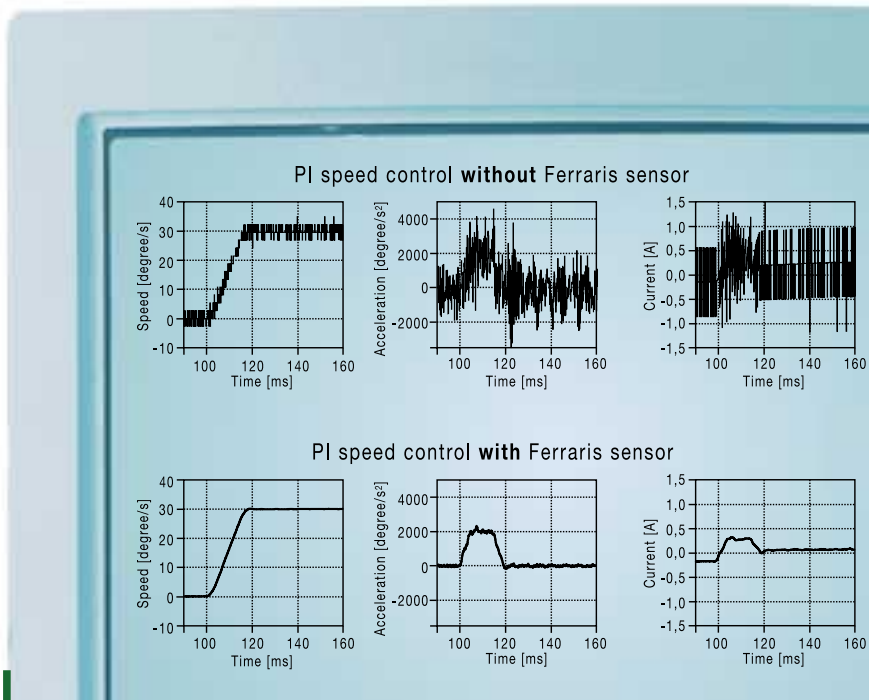 PI speed control without Ferraris sensor
Speed [degree/s]
40
30
20
10
0
-10
100 120 140 160
Time [ms]
Acceleration [degree/s²]
4000
2000
0
-2000
100 120 140 160
Time [ms]
Current [A]
1,5
1,0
0,5
0,0
-0,5
-1,0
-1,5
100 120 140 160
Time [ms]
PI speed control with Ferraris sensor
Speed [degree/s]
40
30
20
10
0
-10
100 120 140 160
Time [ms]
Acceleration [degree/s²]
4000
2000
0
-2000
100 120 140 160
Time [ms]
Current [A]
1,5
1,0
0,5
0,0
-0,5
-1,0
-1,5
100 120 140 160
Time [ms]